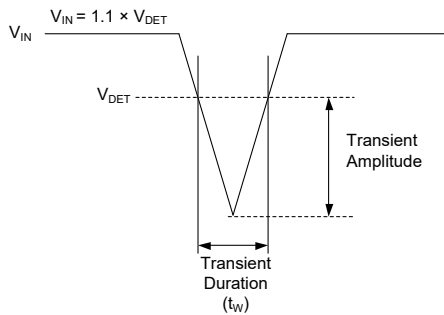 V_IN = 1.1 × V_DET
V_IN
V_DET
Transient
Amplitude
Transient
Duration
(t_W)